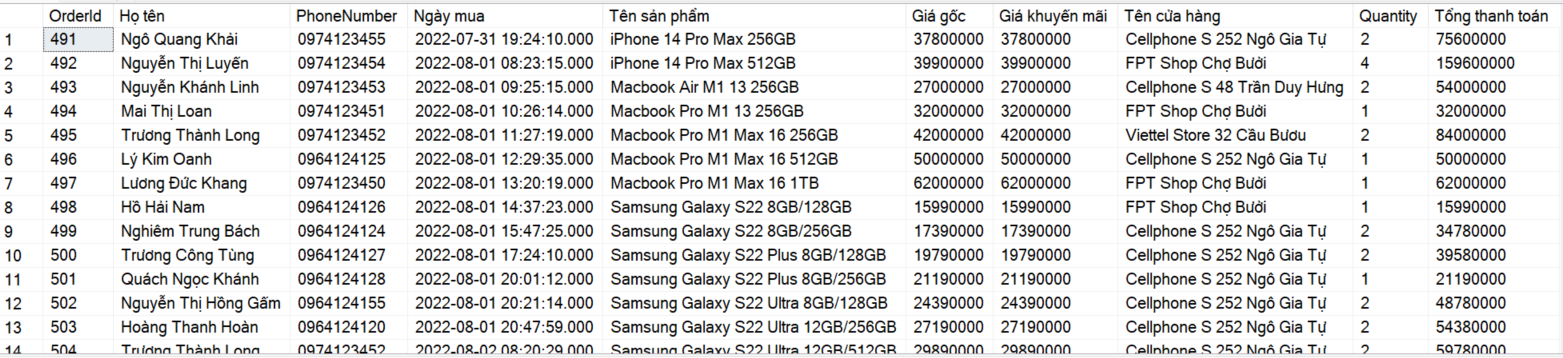 OrderId Họ tên PhoneNumber Ngày mua Tên sản phẩm Giá gốc Giá khuyến mãi Tên cửa hàng Quantity Tổng thanh toán
1 491 Ngô Quang Khải 0974123455 2022-07-31 19:24:10.000 iPhone 14 Pro Max 256GB 37800000 37800000 Cellphone S 252 Ngô Gia Tự 2 75600000
2 492 Nguyễn Thị Luyến 0974123454 2022-08-01 08:23:15.000 iPhone 14 Pro Max 512GB 39900000 39900000 FPT Shop Chợ Bưởi 4 159600000
3 493 Nguyễn Khánh Linh 0974123453 2022-08-01 09:25:15.000 Macbook Air M1 13 256GB 27000000 27000000 Cellphone S 48 Trần Duy Hưng 2 54000000
4 494 Mai Thị Loan 0974123451 2022-08-01 10:26:14.000 Macbook Pro M1 13 256GB 32000000 32000000 FPT Shop Chợ Bưởi 1 32000000
5 495 Trương Thành Long 0974123452 2022-08-01 11:27:19.000 Macbook Pro M1 Max 16 256GB 42000000 42000000 Viettel Store 32 Cầu Bươu 2 84000000
6 496 Lý Kim Oanh 0964124125 2022-08-01 12:29:35.000 Macbook Pro M1 Max 16 512GB 50000000 50000000 Cellphone S 252 Ngô Gia Tự 1 50000000
7 497 Lương Đức Khang 0974123450 2022-08-01 13:20:19.000 Macbook Pro M1 Max 16 1TB 62000000 62000000 FPT Shop Chợ Bưởi 1 62000000
8 498 Hồ Hải Nam 0964124126 2022-08-01 14:37:23.000 Samsung Galaxy S22 8GB/128GB 15990000 15990000 FPT Shop Chợ Bưởi 1 15990000
9 499 Nghiêm Trung Bách 0964124124 2022-08-01 15:47:25.000 Samsung Galaxy S22 8GB/256GB 17390000 17390000 Cellphone S 252 Ngô Gia Tự 2 34780000
10 500 Trương Công Tùng 0964124127 2022-08-01 17:24:10.000 Samsung Galaxy S22 Plus 8GB/128GB 19790000 19790000 Cellphone S 252 Ngô Gia Tự 2 39580000
11 501 Quách Ngọc Khánh 0964124128 2022-08-01 20:01:12.000 Samsung Galaxy S22 Plus 8GB/256GB 21190000 21190000 Cellphone S 252 Ngô Gia Tự 1 21190000
12 502 Nguyễn Thị Hồng Gấm 0964124155 2022-08-01 20:21:14.000 Samsung Galaxy S22 Ultra 8GB/128GB 24390000 24390000 Cellphone S 252 Ngô Gia Tự 2 48780000
13 503 Hoàng Thanh Hoàn 0964124120 2022-08-01 20:47:59.000 Samsung Galaxy S22 Ultra 12GB/256GB 27190000 27190000 Cellphone S 252 Ngô Gia Tự 2 54380000
14 504 Trương Thành Long 0974123452 2022-08-02 08:20:29.000 Samsung Galaxy S22 Ultra 12GB/512GB 29890000 29890000 Cellphone S 252 Ngô Gia Tự 2 59780000